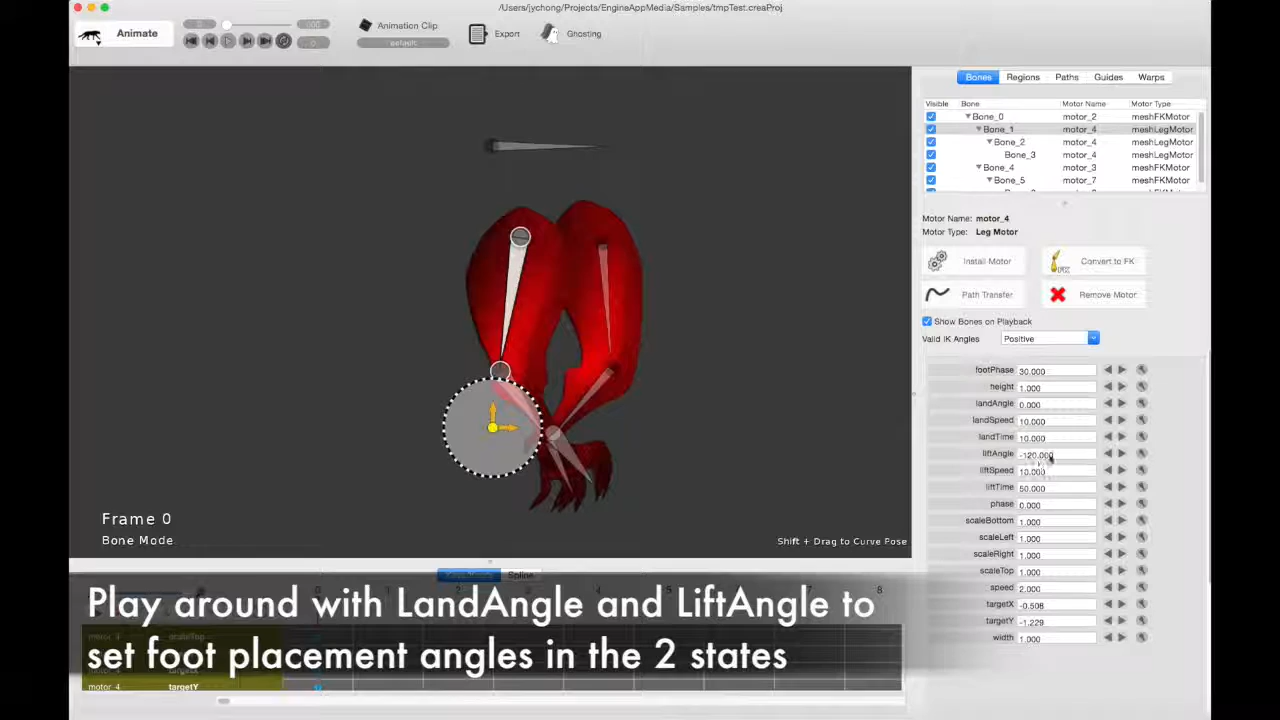 /Users/jychong/Projects/EngineAppMedia/Samples/tmpTest.creaProj
Animate
Animation Clip
default
Export
Ghosting
Bones Regions Paths Guides Warps
Visible Bone Motor Name Motor Type
Bone_0 motor_2 meshFKMotor
Bone_1 motor_4 meshLegMotor
Bone_2 motor_4 meshLegMotor
Bone_3 motor_4 meshLegMotor
Bone_4 motor_3 meshFKMotor
Bone_5 motor_7 meshFKMotor
Motor Name: motor_4
Motor Type: Leg Motor
Install Motor
Convert to FK
Path Transfer
Remove Motor
Show Bones on Playback
Valid IK Angles Positive
footPhase 30.000
height 1.000
landAngle 0.000
landSpeed 10.000
landTime 10.000
liftAngle -120.000
liftSpeed 10.000
liftTime 50.000
phase 0.000
scaleBottom 1.000
scaleLeft 1.000
scaleRight 1.000
scaleTop 1.000
speed 2.000
targetX -0.508
targetY -1.229
width 1.000
Frame 0
Bone Mode
Shift + Drag to Curve Pose
Spline
8
Play around with LandAngle and LiftAngle to
set foot placement angles in the 2 states
motor_4 scaleTop
motor_4 targetY